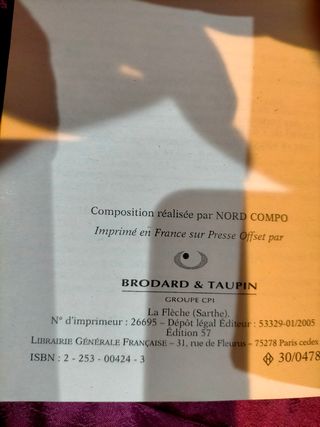 Composition réalisée par NORD COMPO
Imprimé en France sur Presse Offset par
BRODARD & TAUPIN
GROUPE CPI
La Flèche (Sarthe).
N° d'imprimeur : 26695 – Dépôt légal Éditeur : 53329-01/2005
Édition 57
LIBRAIRIE GÉNÉRALE FRANÇAISE – 31, rue de Fleurus – 75278 Paris cedex
ISBN : 2 - 253 - 00424 - 3
30/0478